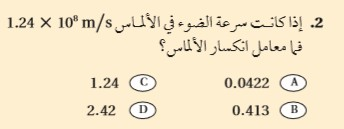 2. إذا كانت سرعة الضوء في الألماس 1.24 × 10⁸ m/s
فما معامل انكسار الألماس؟
0.0422 (A) 1.24 (C)
0.413 (B) 2.42 (D)